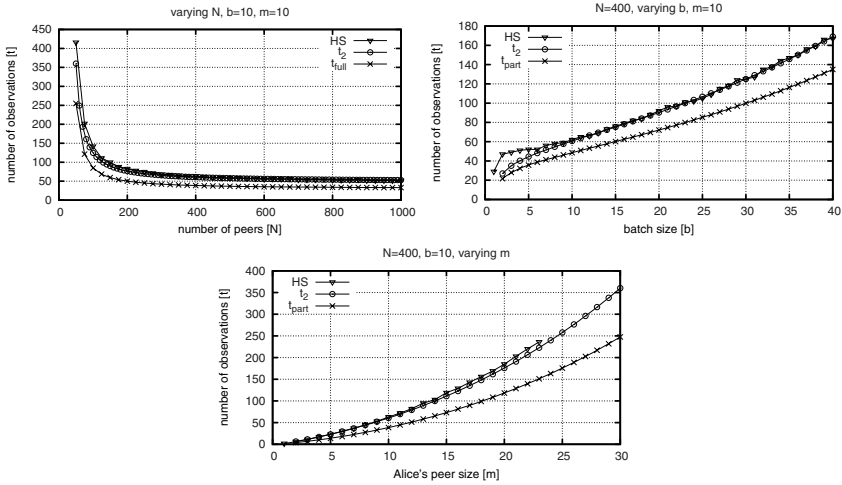 varying N, b=10, m=10
number of observations [t]
450
400
350
300
250
200
150
100
50
0
HS
t2
tfull
0 200 400 600 800 1000
number of peers [N]
N=400, varying b, m=10
number of observations [t]
180
160
140
120
100
80
60
40
20
0
HS
t2
tpart
0 5 10 15 20 25 30 35 40
batch size [b]
N=400, b=10, varying m
number of observations [t]
400
350
300
250
200
150
100
50
0
HS
t2
tpart
0 5 10 15 20 25 30
Alice's peer size [m]